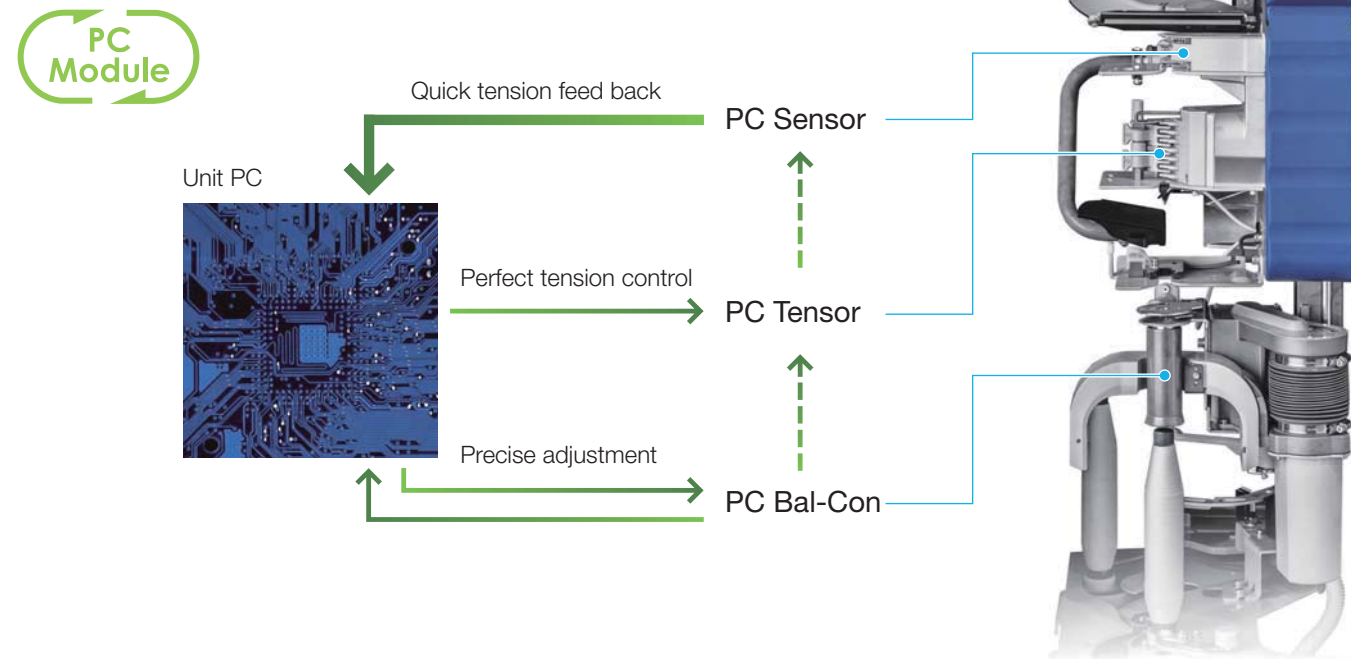 PC
Module
Quick tension feed back
PC Sensor
Unit PC
Perfect tension control
PC Tensor
Precise adjustment
PC Bal-Con